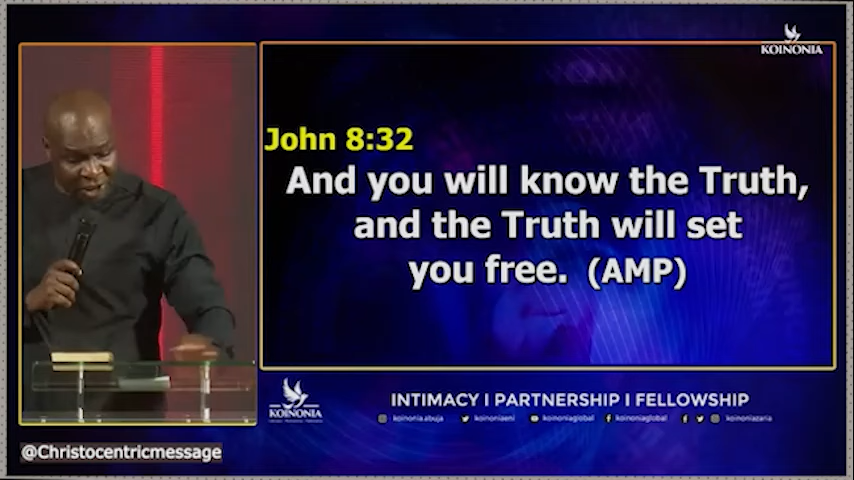 KOINONIA
John 8:32
And you will know the Truth,
and the Truth will set
you free. (AMP)
KOINONIA
INTIMACY I PARTNERSHIP I FELLOWSHIP
koinonia.abuja koinoniaeni koinoniaglobal koinoniaglobal koinoniazaria
@Christocentricmessage